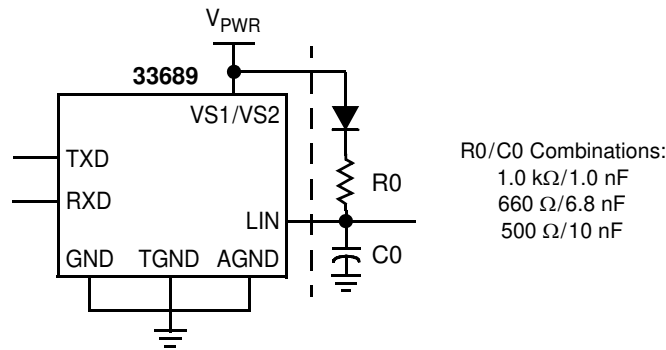 VPWR
33689
VS1/VS2
TXD
RXD
LIN
GND TGND AGND
R0
C0
R0/C0 Combinations:
1.0 kΩ/1.0 nF
660 Ω/6.8 nF
500 Ω/10 nF